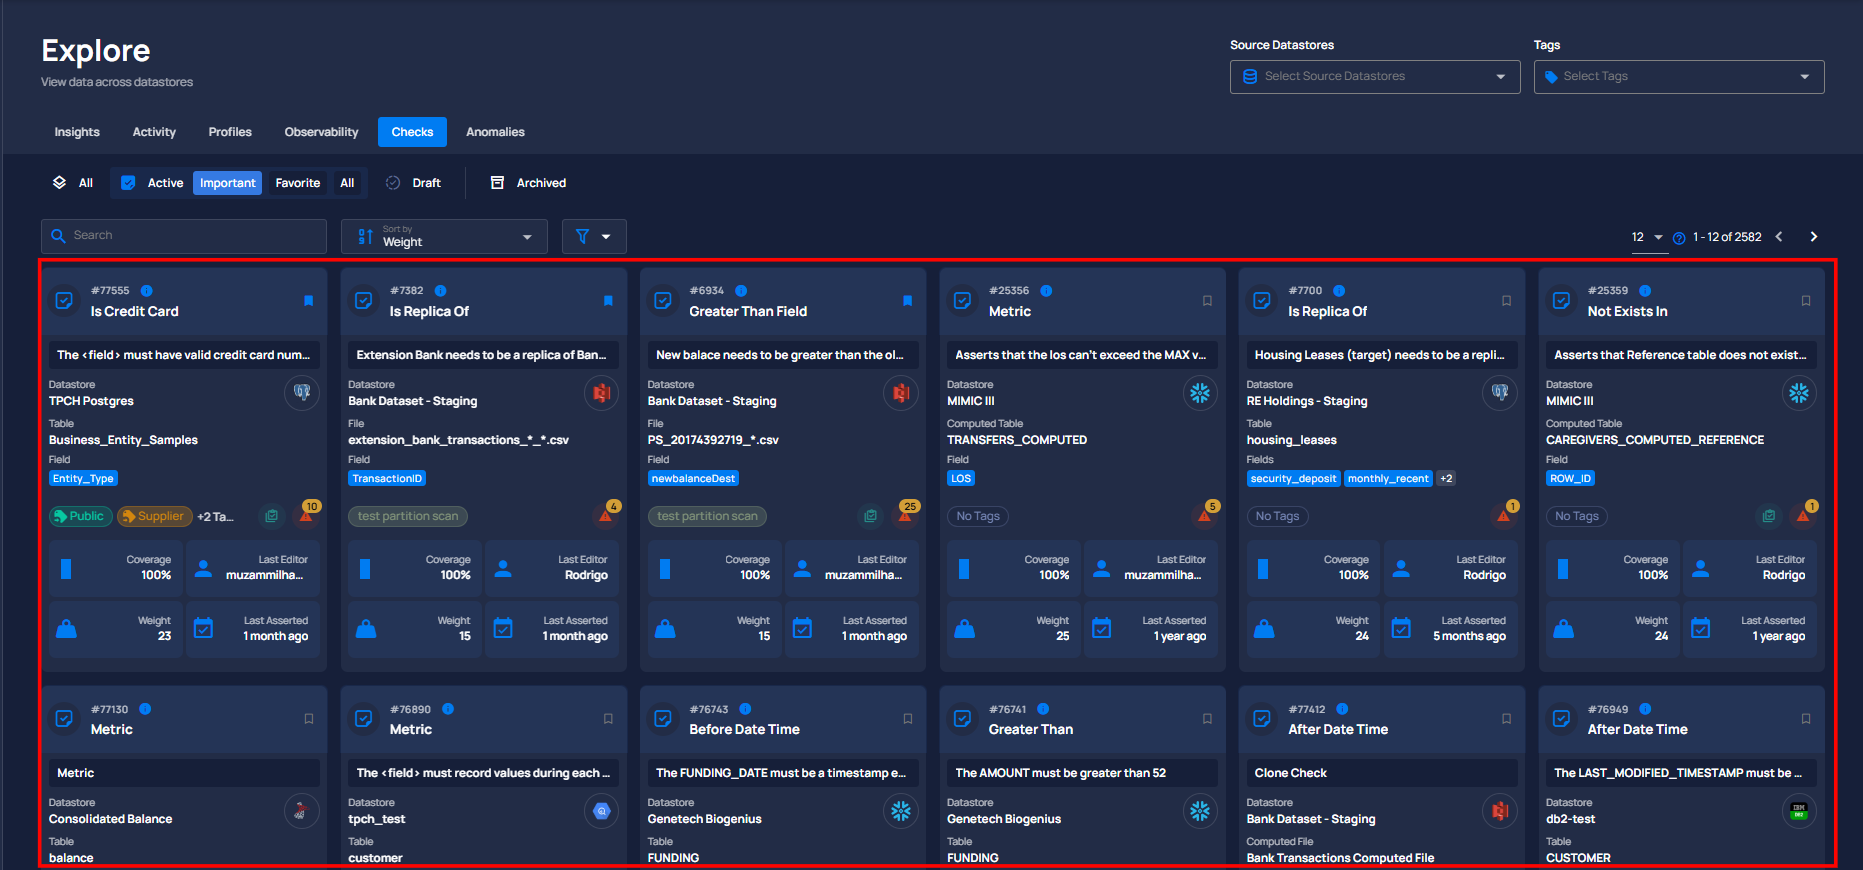 Explore
View data across datastores
Source Datastores
Select Source Datastores
Tags
Select Tags
Insights Activity Profiles Observability Checks Anomalies
All Active Important Favorite All Draft Archived
Search
Sort by
Weight
12 1 - 12 of 2582
#77555
Is Credit Card
The <field> must have valid credit card num...
Datastore
TPCH Postgres
Table
Business_Entity_Samples
Field
Entity_Type
Public Supplier +2 Ta... 10
Coverage
100%
Last Editor
muzammilha...
Weight
23
Last Asserted
1 month ago
#7382
Is Replica Of
Extension Bank needs to be a replica of Ban...
Datastore
Bank Dataset - Staging
File
extension_bank_transactions_*_*.csv
Field
TransactionID
test partition scan 4
Coverage
100%
Last Editor
Rodrigo
Weight
15
Last Asserted
1 month ago
#6934
Greater Than Field
New balace needs to be greater than the ol...
Datastore
Bank Dataset - Staging
File
PS_20174392719_*.csv
Field
newbalanceDest
test partition scan 25
Coverage
100%
Last Editor
muzammilha...
Weight
15
Last Asserted
1 month ago
#25356
Metric
Asserts that the los can't exceed the MAX v...
Datastore
MIMIC III
Computed Table
TRANSFERS_COMPUTED
Field
LOS
No Tags 5
Coverage
100%
Last Editor
muzammilha...
Weight
25
Last Asserted
1 year ago
#7700
Is Replica Of
Housing Leases (target) needs to be a repli...
Datastore
RE Holdings - Staging
Table
housing_leases
Fields
security_deposit monthly_recent +2
No Tags 1
Coverage
100%
Last Editor
Rodrigo
Weight
24
Last Asserted
5 months ago
#25359
Not Exists In
Asserts that Reference table does not exist...
Datastore
MIMIC III
Computed Table
CAREGIVERS_COMPUTED_REFERENCE
Field
ROW_ID
No Tags 1
Coverage
100%
Last Editor
Rodrigo
Weight
24
Last Asserted
1 year ago
#77130
Metric
Metric
Datastore
Consolidated Balance
Table
balance
#76890
Metric
The <field> must record values during each ...
Datastore
tpch_test
Table
customer
#76743
Before Date Time
The FUNDING_DATE must be a timestamp e...
Datastore
Genetech Biogenius
Table
FUNDING
#76741
Greater Than
The AMOUNT must be greater than 52
Datastore
Genetech Biogenius
Table
FUNDING
#77412
After Date Time
Clone Check
Datastore
Bank Dataset - Staging
Computed File
Bank Transactions Computed File
#76949
After Date Time
The LAST_MODIFIED_TIMESTAMP must be ...
Datastore
db2-test
IBM
DB2
Table
CUSTOMER